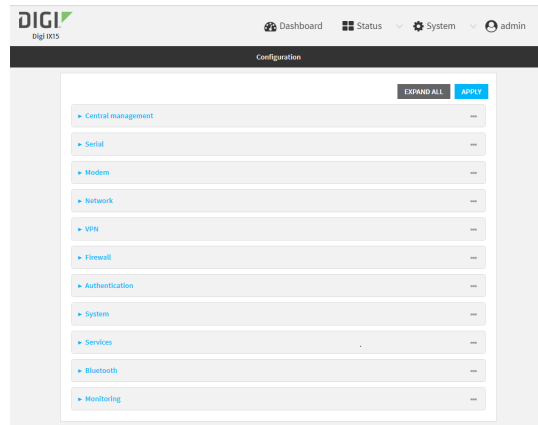 DIGI
Digi IX15
Dashboard Status System admin
Configuration
EXPAND ALL APPLY
Central management
Serial
Modem
Network
VPN
Firewall
Authentication
System
Services
Bluetooth
Monitoring